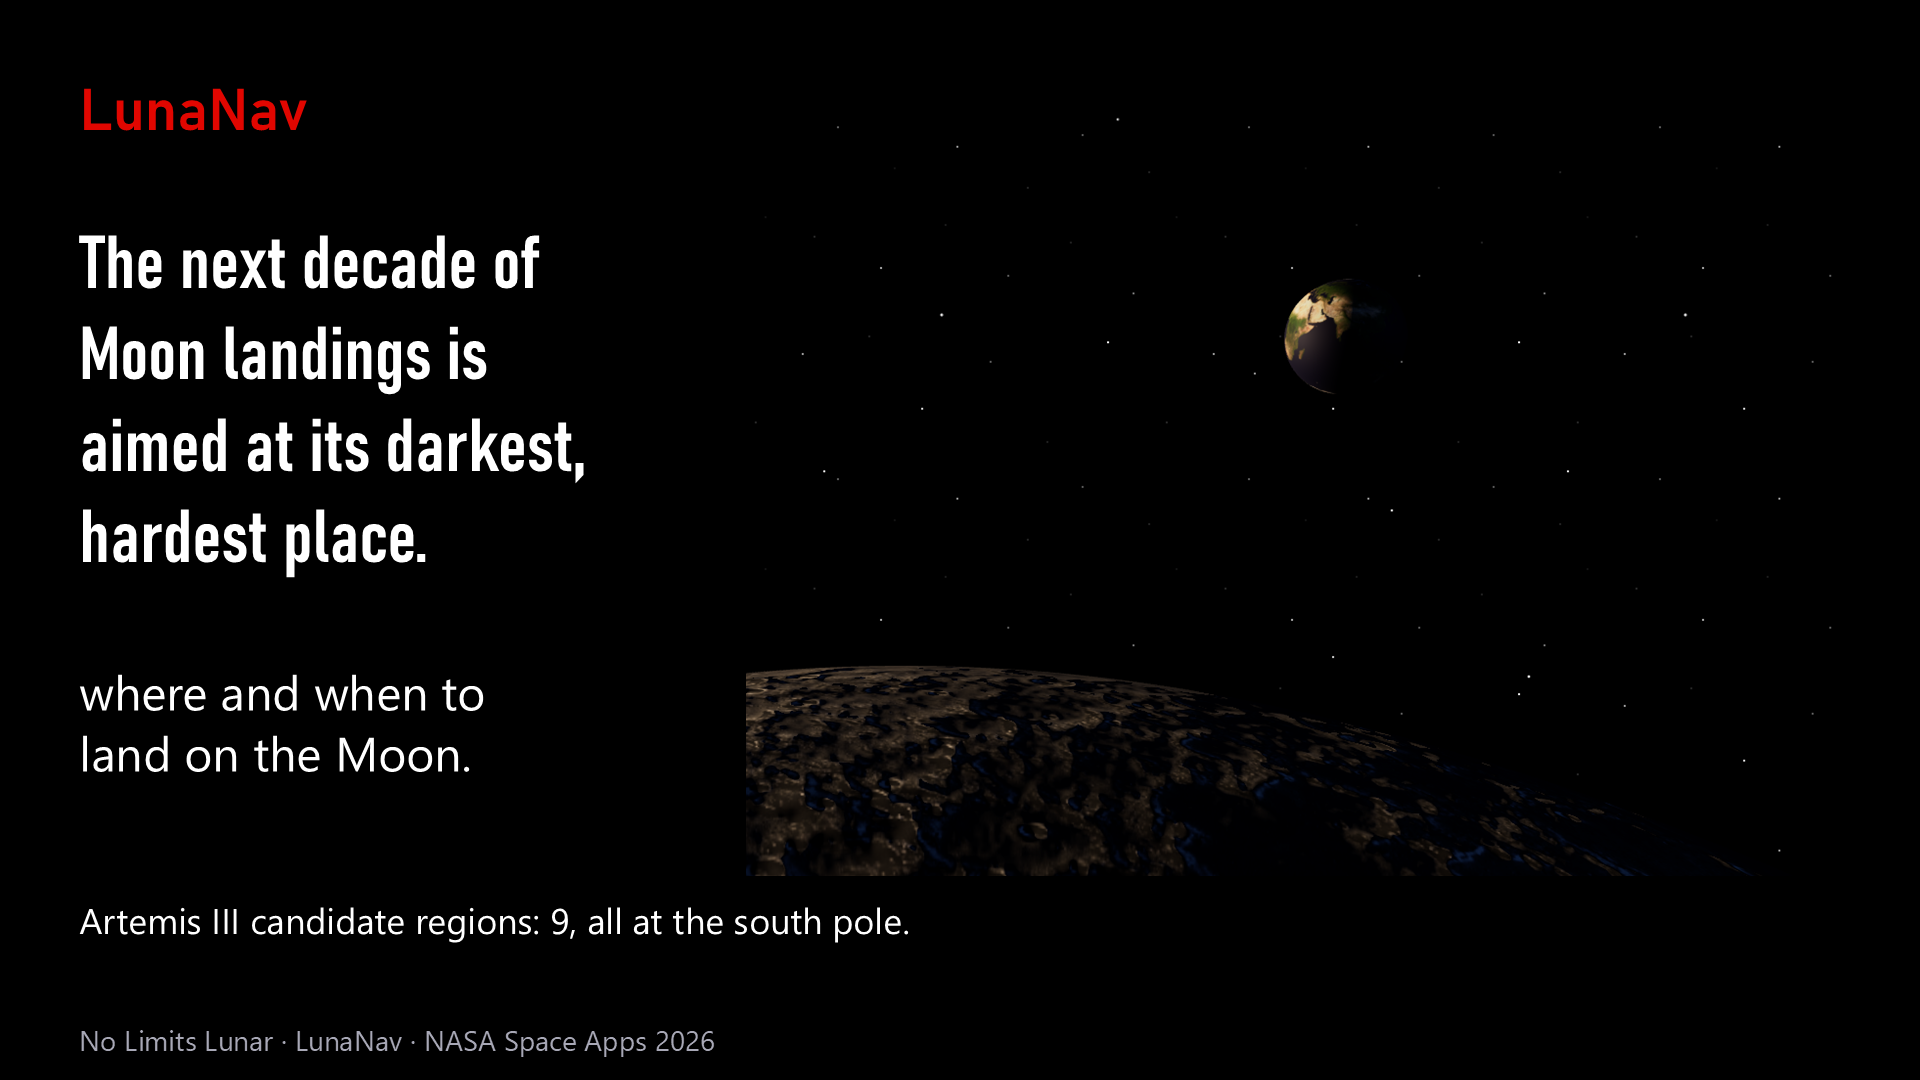 LunaNav
The next decade of
Moon landings is
aimed at its darkest,
hardest place.
where and when to
land on the Moon.
Artemis III candidate regions: 9, all at the south pole.
No Limits Lunar · LunaNav · NASA Space Apps 2026